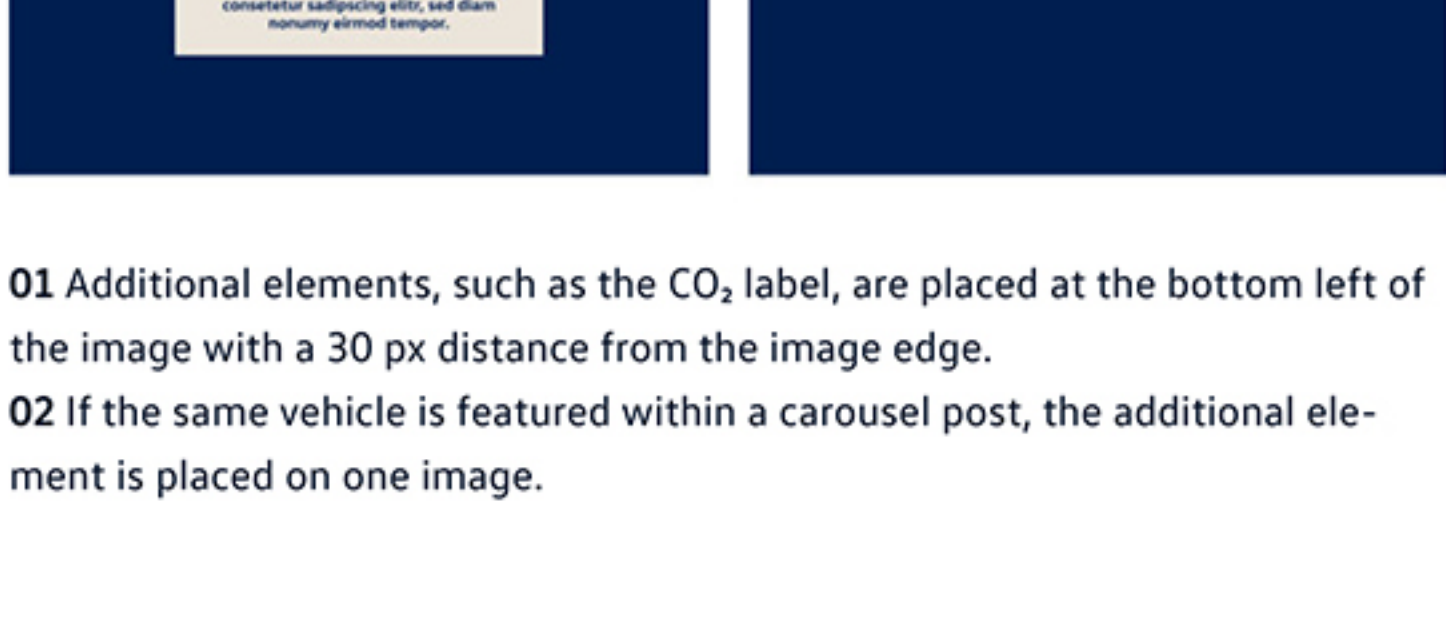 consetetur sadipscing elitr, sed diam
nonumy eirmod tempor.
01 Additional elements, such as the CO₂ label, are placed at the bottom left of
the image with a 30 px distance from the image edge.
02 If the same vehicle is featured within a carousel post, the additional ele-
ment is placed on one image.